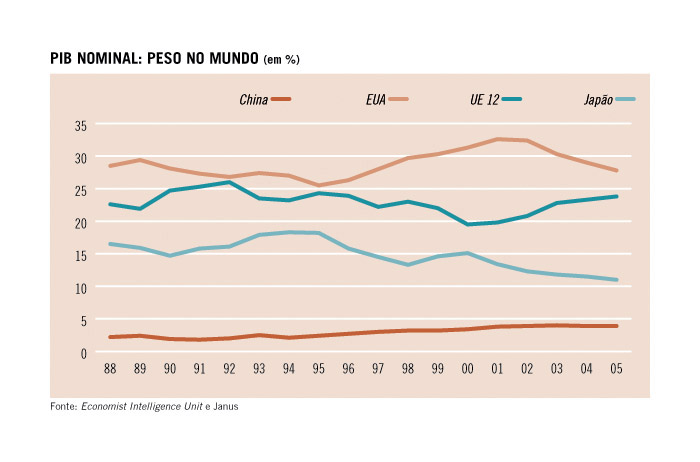 PIB NOMINAL: PESO NO MUNDO (em %)
China EUA UE 12 Japão
35
30
25
20
15
10
5
0
88 89 90 91 92 93 94 95 96 97 98 99 00 01 02 03 04 05
Fonte: Economist Intelligence Unit e Janus